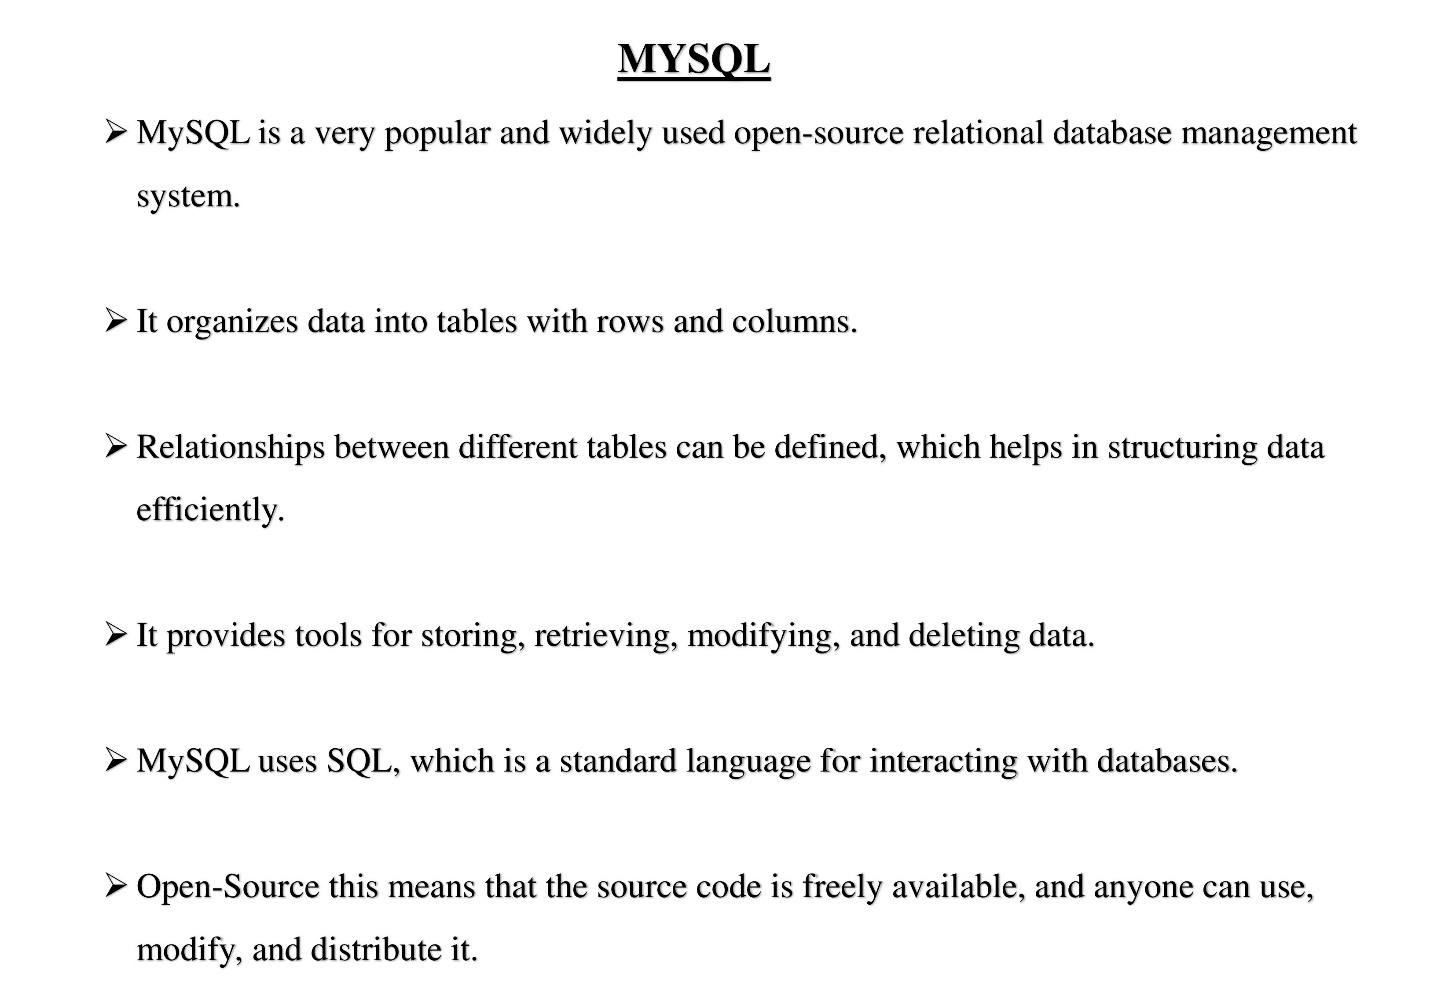 MYSQL
➢ MySQL is a very popular and widely used open-source relational database management
system.
➢ It organizes data into tables with rows and columns.
➢ Relationships between different tables can be defined, which helps in structuring data
efficiently.
➢ It provides tools for storing, retrieving, modifying, and deleting data.
➢ MySQL uses SQL, which is a standard language for interacting with databases.
➢ Open-Source this means that the source code is freely available, and anyone can use,
modify, and distribute it.